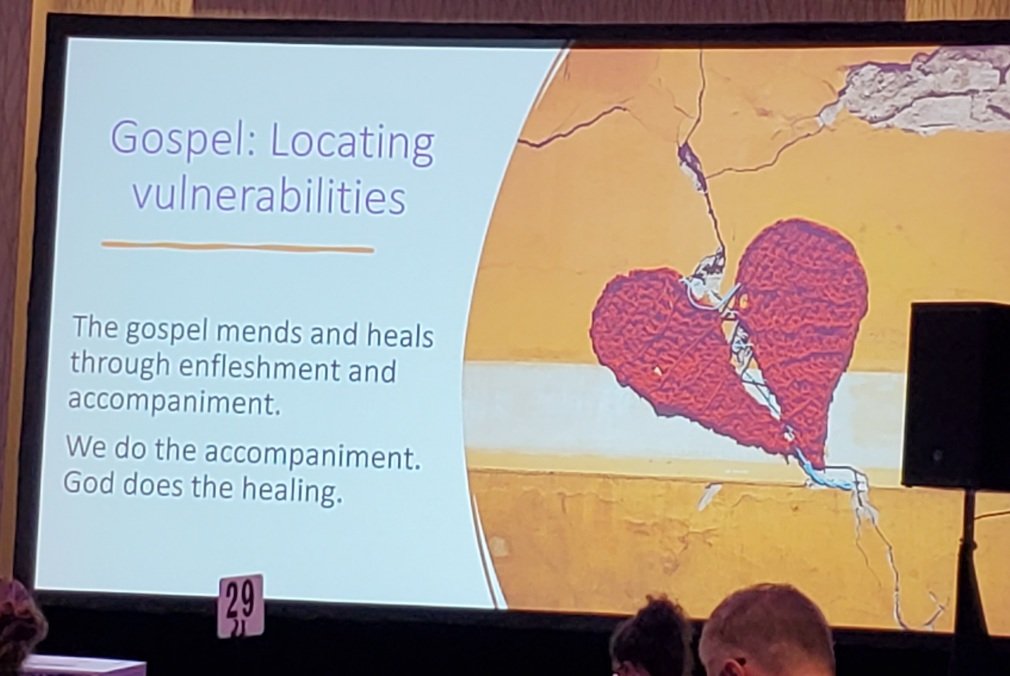 Gospel: Locating
vulnerabilities
The gospel mends and heals
through enfleshment and
accompaniment.
We do the accompaniment.
God does the healing.
29